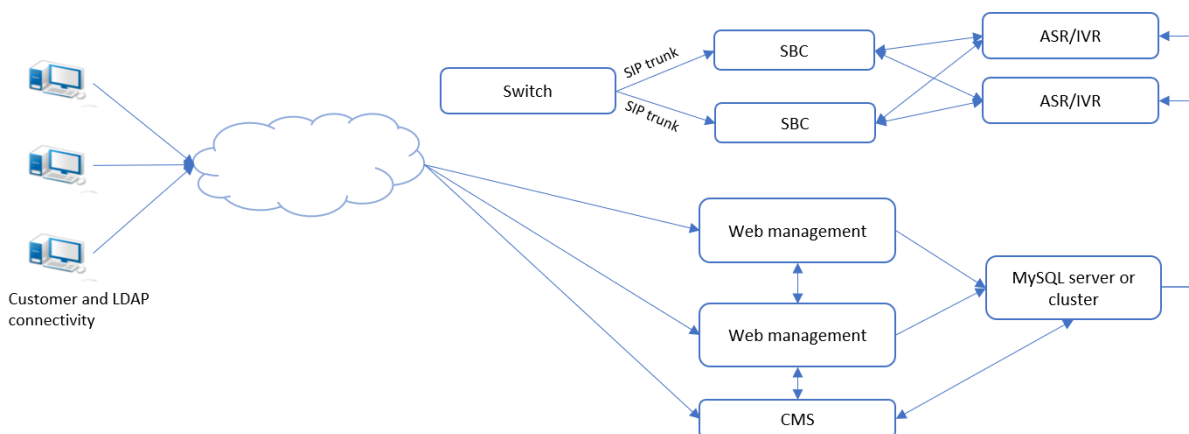 ASR/IVR
SIP trunk
SBC
Switch
ASR/IVR
SIP trunk
SBC
Web management
MySQL server or
cluster
Customer and LDAP
connectivity
Web management
CMS